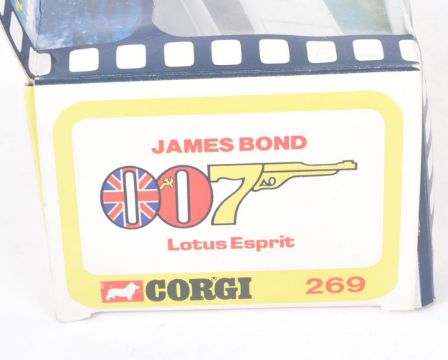 JAMES BOND
007
Lotus Esprit
CORGI 269